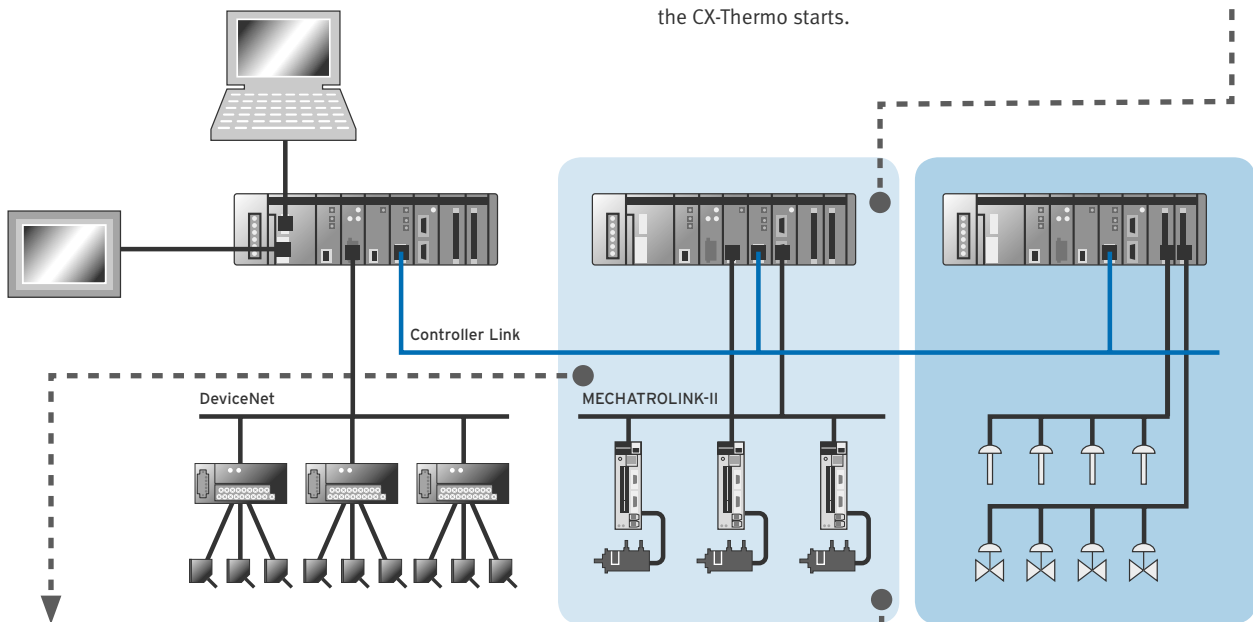 the CX-Thermo starts.
Controller Link
DeviceNet
MECHATROLINK-II